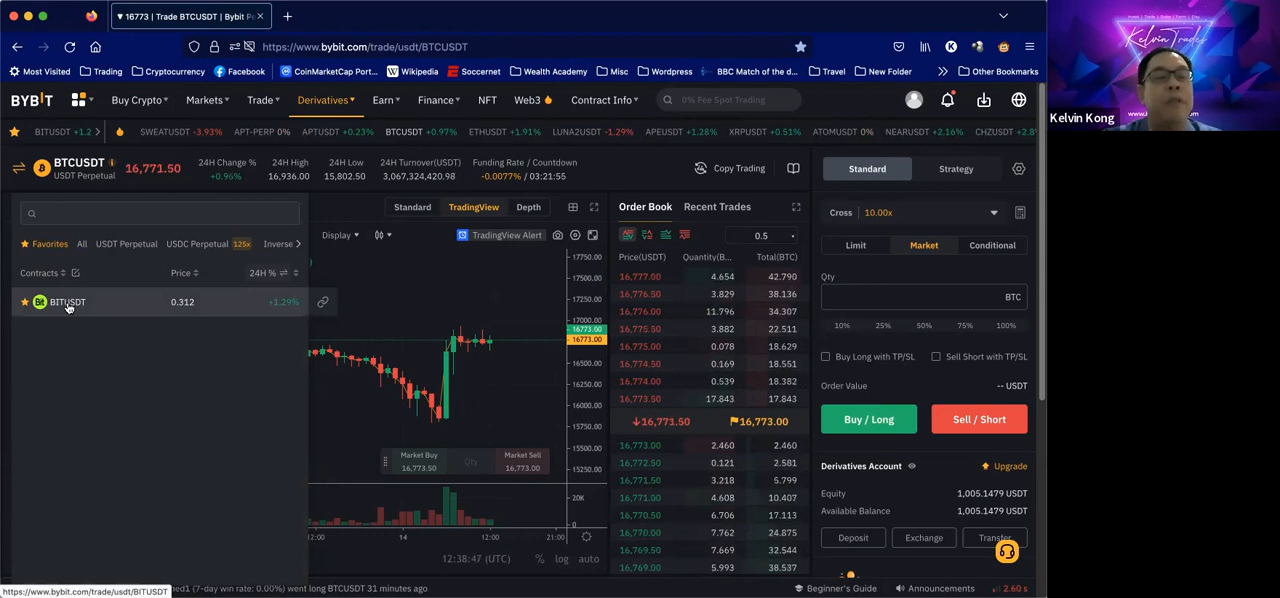 16773 | Trade BTCUSDT | Bybit Pe
https://www.bybit.com/trade/usdt/BTCUSDT
Most Visited Trading Cryptocurrency Facebook CoinMarketCap Port... Wikipedia Soccernet Wealth Academy Misc Wordpress BBC Match of the d... Travel New Folder Other Bookmarks
BYBIT Buy Crypto Markets Trade Derivatives Earn Finance NFT Web3 Contract Info 0% Fee Spot Trading
BITUSDT +1.2 SWEATUSDT -3.93% APT-PERP 0% APTUSDT +0.23% BTCUSDT +0.97% ETHUSDT +1.91% LUNA2USDT -1.29% APEUSDT +1.28% XRPUSDT +0.51% ATOMUSDT 0% NEARUSDT +2.16% CHZUSDT +2.8%
BTCUSDT
USDT Perpetual
16,771.50
24H Change %
+0.96%
24H High
16,936.00
24H Low
15,802.50
24H Turnover(USDT)
3,067,324,420.98
Funding Rate / Countdown
-0.0077% / 03:21:55
Copy Trading
Favorites All USDT Perpetual USDC Perpetual 125x Inverse
Contracts Price 24H %
BITUSDT 0.312 +1.29%
Standard TradingView Depth
Display TradingView Alert
17750.00
17500.00
17250.00
17000.00
16773.00
16773.00
16500.00
16250.00
16000.00
15750.00
15500.00
15250.00
20K
0
Market Buy
16,773.50
Qty
Market Sell
16,773.00
12:00 14 12:00 21:00
12:38:47 (UTC) % log auto
Order Book Recent Trades
0.5
Price(USDT) Quantity(B... Total(BTC)
16,777.00 4.654 42.790
16,776.50 3.829 38.136
16,776.00 11.796 34.307
16,775.50 3.882 22.511
16,775.00 0.078 18.629
16,774.50 0.169 18.551
16,774.00 0.539 18.382
16,773.50 17.843 17.843
16,773.50 16,773.00
16,773.00 2.460 2.460
16,772.50 0.121 2.581
16,771.50 3.218 5.799
16,771.00 4.608 10.407
16,770.50 6.706 17.113
16,770.00 7.762 24.875
16,769.50 7.669 32.544
16,769.00 5.993 38.537
Standard Strategy
Cross 10.00x
Limit Market Conditional
Qty
BTC
10% 25% 50% 75% 100%
Buy Long with TP/SL Sell Short with TP/SL
Order Value -- USDT
Buy / Long Sell / Short
Derivatives Account Upgrade
Equity 1,005.1479 USDT
Available Balance 1,005.1479 USDT
Deposit Exchange Transfer
(7-day win rate: 0.00%) went long BTCUSDT 31 minutes ago
Beginner's Guide Announcements 2.60 s
https://www.bybit.com/trade/usdt/BITUSDT
Kelvin Trades
Kelvin Kong